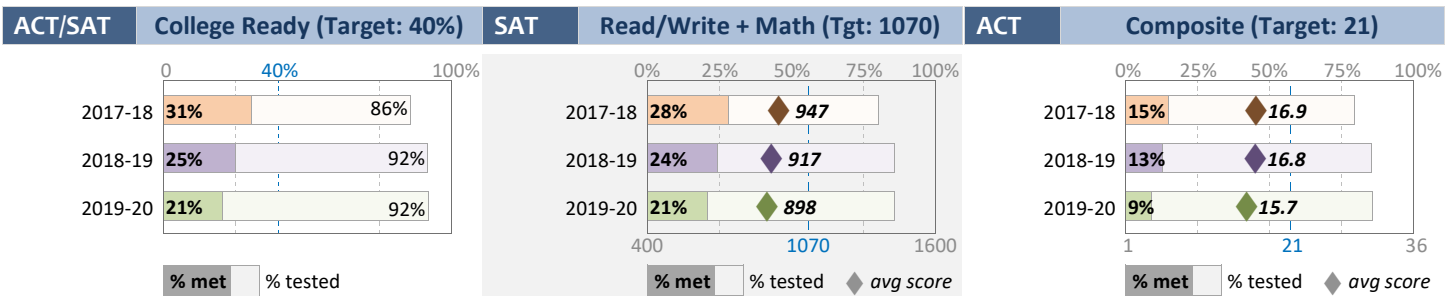 ACT/SAT College Ready (Target: 40%)
0 40% 100%
2017-18 31% 86%
2018-19 25% 92%
2019-20 21% 92%
% met % tested
SAT Read/Write + Math (Tgt: 1070)
0% 25% 50% 75% 100%
2017-18 28% 947
2018-19 24% 917
2019-20 21% 898
400 1070 1600
% met % tested avg score
ACT Composite (Target: 21)
0% 25% 50% 75% 100%
2017-18 15% 16.9
2018-19 13% 16.8
2019-20 9% 15.7
1 21 36
% met % tested avg score